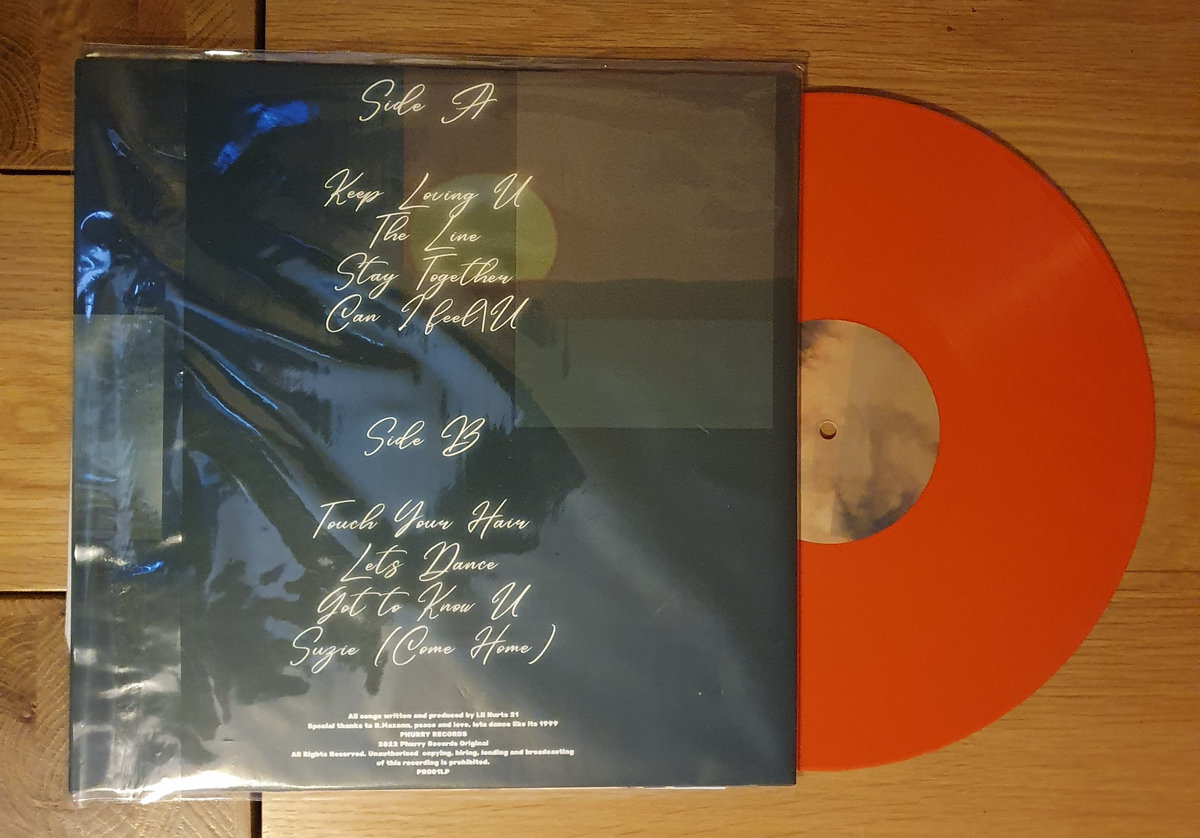 Side A
Keep Loving U
The Line
Stay Together
Can I feel U
Side B
Touch Your Hair
Lets Dance
Got to Know U
Suzie (Come Home)
All songs written and produced by Lil Kurts 21
Special thanks to D.Mazann, peace and love, lets dance like its 1999
PHURRY RECORDS
2022 Phurry Records Original
All Rights Reserved. Unauthorized copying, hiring, lending and broadcasting
of this recording is prohibited.
PR001LP